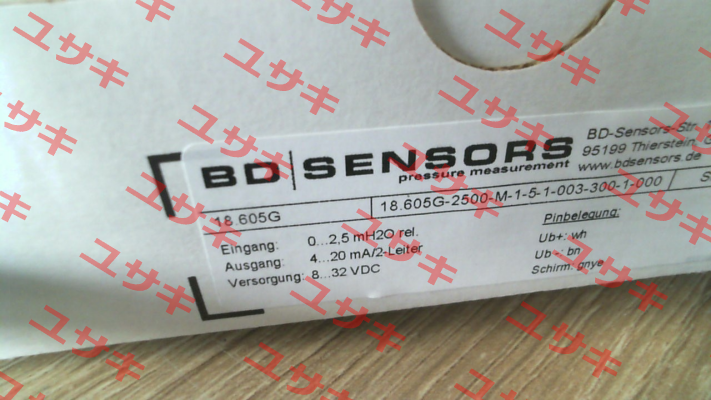 BD|SENSORS
pressure measurement
BD-Sensors-Str.
95199 Thierstein,
www.bdsensors.de
18.605G
18.605G-2500-M-1-5-1-003-300-1-000
Eingang: 0...2,5 mH2O rel.
Ausgang: 4...20 mA/2-Leiter
Versorgung: 8...32 VDC
Pinbelegung:
Ub+: wh
Ub-: bn
Schirm: gnye
ユサキ